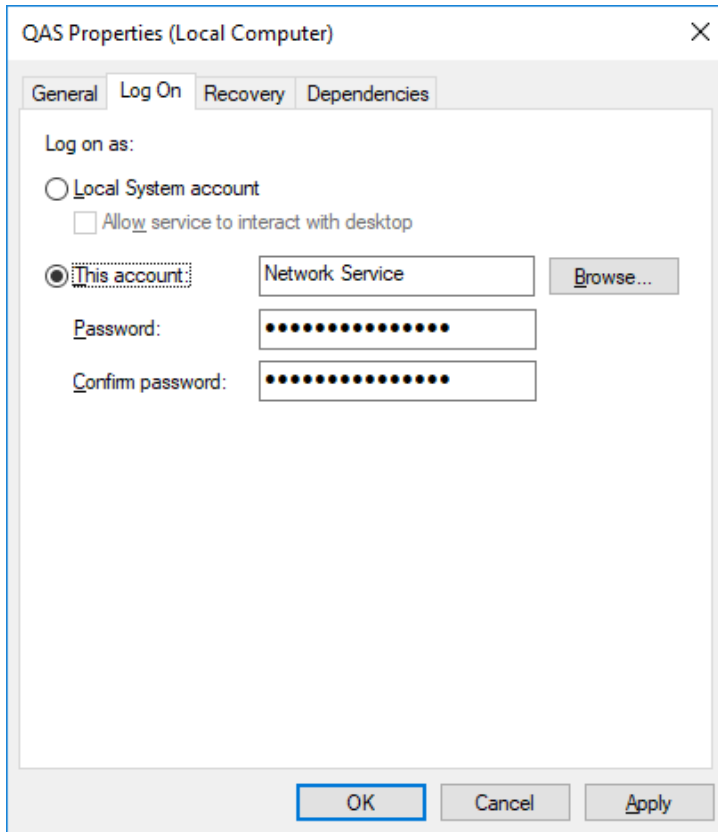 QAS Properties (Local Computer)
General Log On Recovery Dependencies
Log on as:
Local System account
Allow service to interact with desktop
This account: Network Service Browse...
Password: •••••••••••••••
Confirm password: •••••••••••••••
OK Cancel Apply